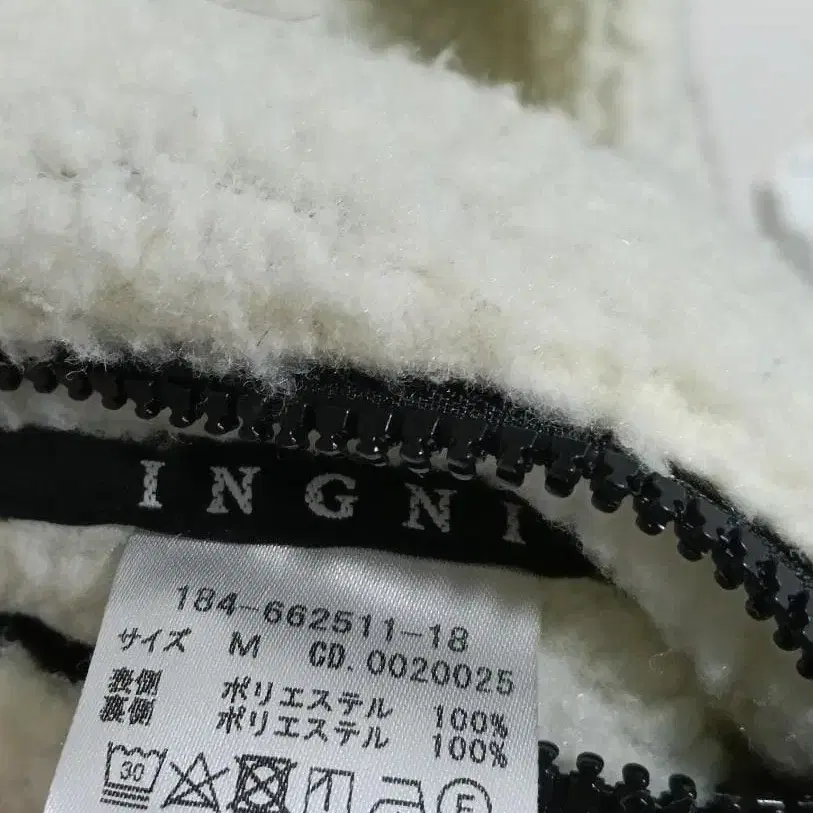 INGNI
184-662511-18
サイズ M CD.0020025
表側 ポリエステル 100%
裏側 ポリエステル 100%
30 F